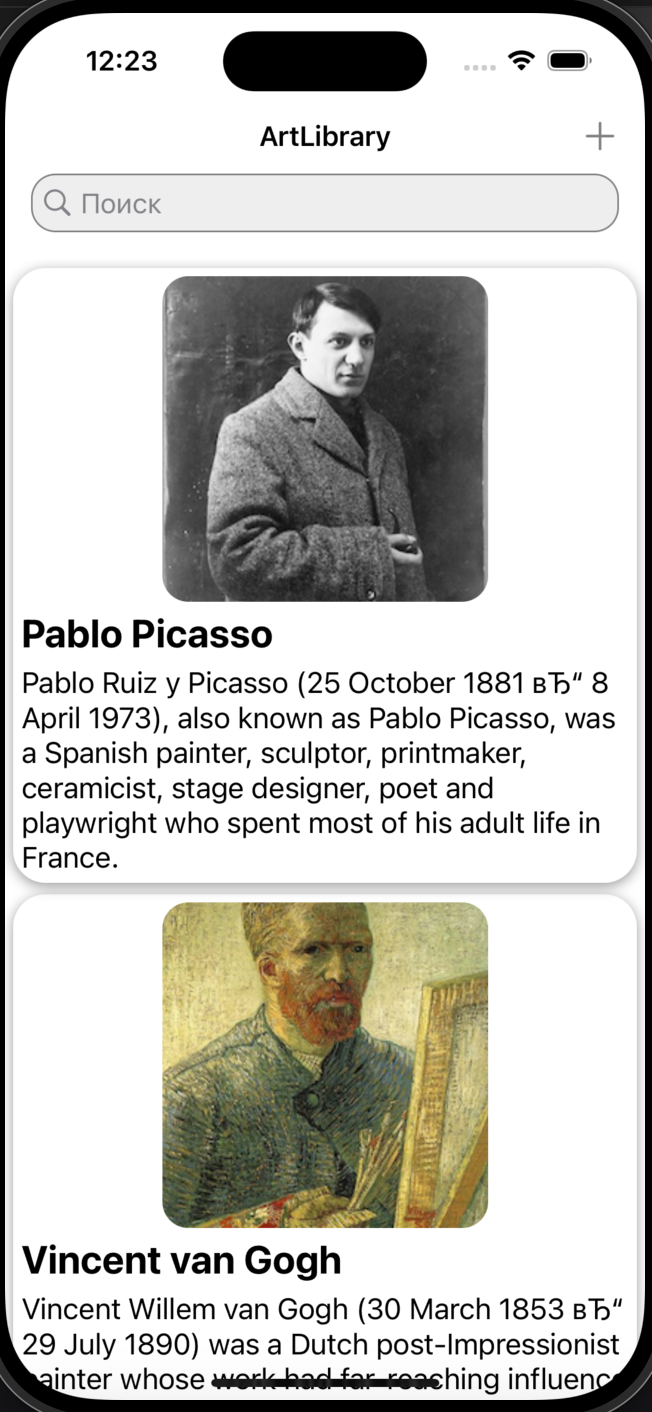 12:23
ArtLibrary
Поиск
Pablo Picasso
Pablo Ruiz y Picasso (25 October 1881 вЂ“ 8
April 1973), also known as Pablo Picasso, was
a Spanish painter, sculptor, printmaker,
ceramicist, stage designer, poet and
playwright who spent most of his adult life in
France.
Vincent van Gogh
Vincent Willem van Gogh (30 March 1853 вЂ“
29 July 1890) was a Dutch post-Impressionist
painter whose work had far-reaching influence